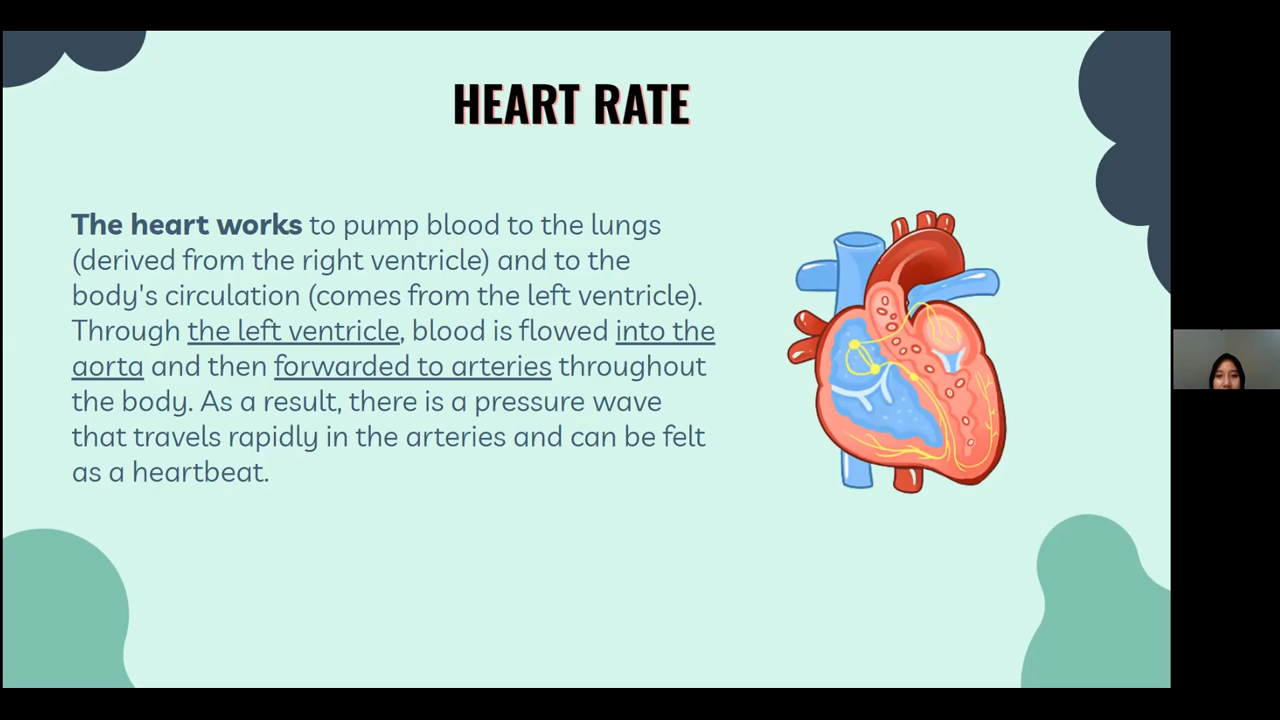 HEART RATE
The heart works to pump blood to the lungs
(derived from the right ventricle) and to the
body's circulation (comes from the left ventricle).
Through the left ventricle, blood is flowed into the
aorta and then forwarded to arteries throughout
the body. As a result, there is a pressure wave
that travels rapidly in the arteries and can be felt
as a heartbeat.